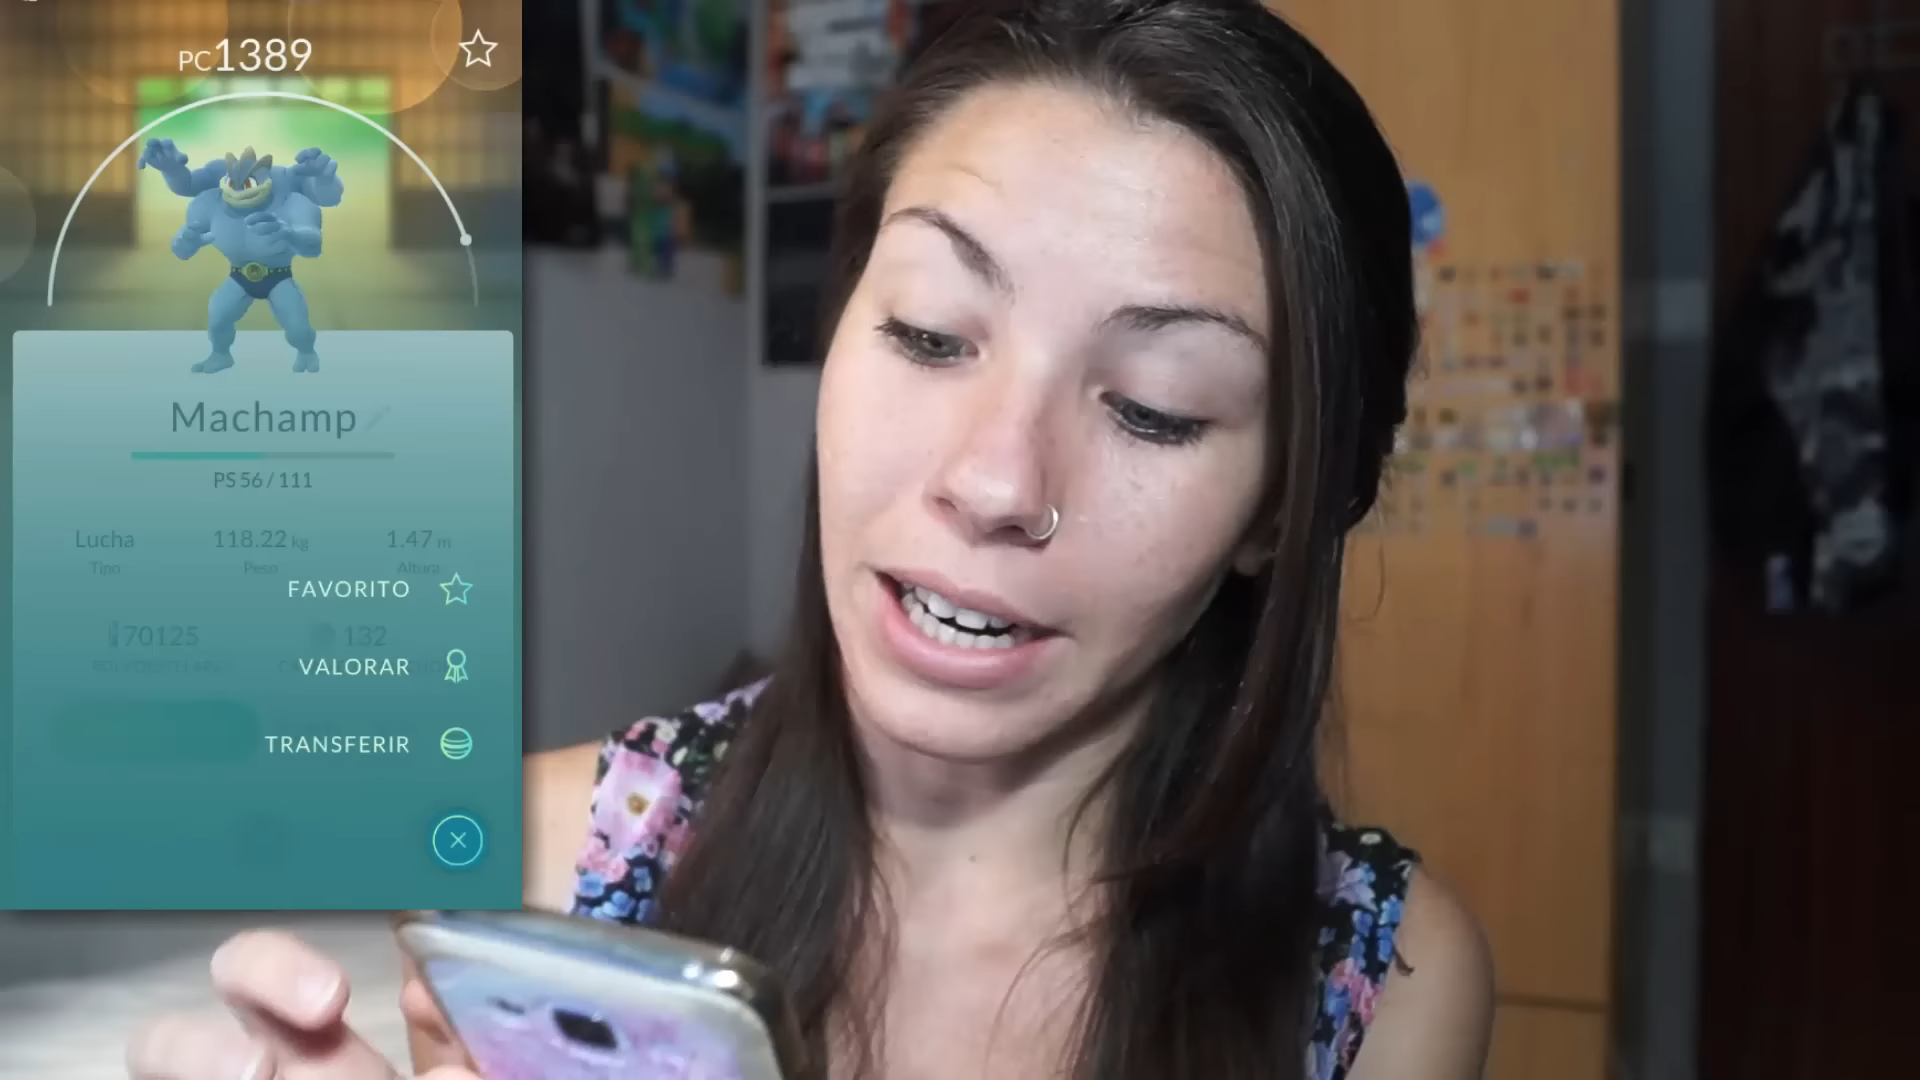 PC1389
Machamp
PS 56 / 111
Lucha 118.22 kg 1.47 m
Tipo Peso Altura
FAVORITO
70125 132
VALORAR
TRANSFERIR